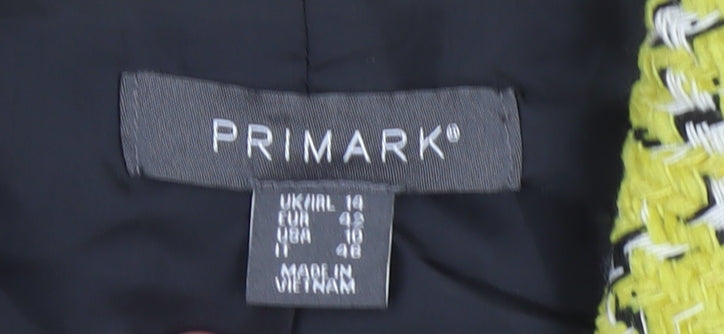 PRIMARK®
UK/IRL 14
EUR 42
USA 10
IT 46
MADE IN
VIETNAM